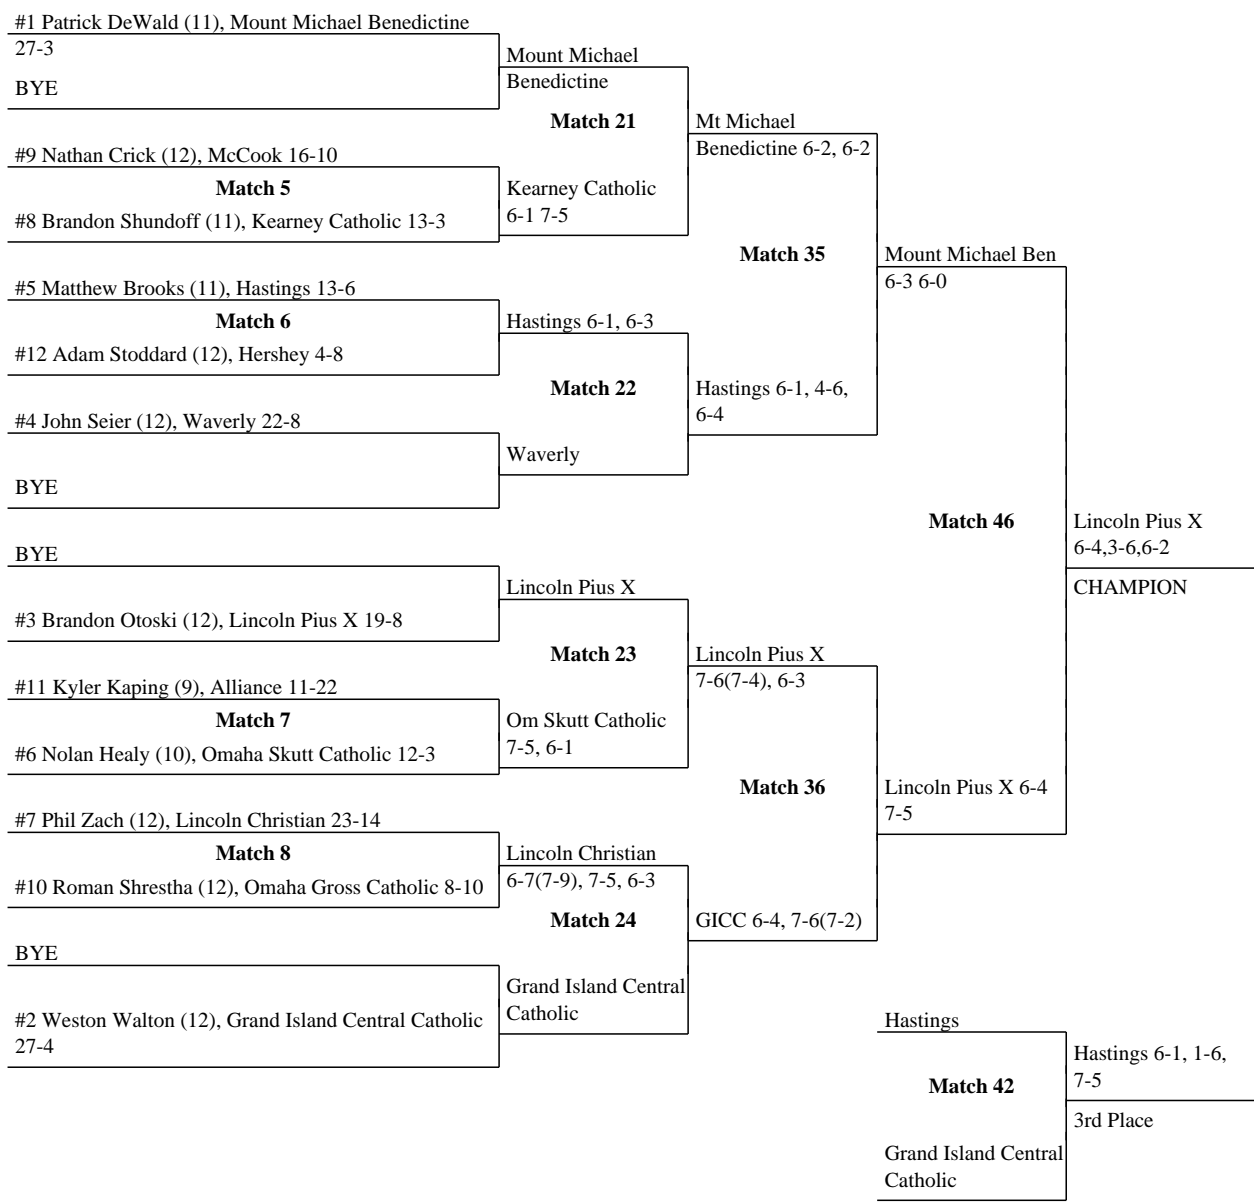 #1 Patrick DeWald (11), Mount Michael Benedictine
27-3
BYE
Mount Michael
Benedictine
Match 21
#9 Nathan Crick (12), McCook 16-10
Match 5
#8 Brandon Shundoff (11), Kearney Catholic 13-3
Kearney Catholic
6-1 7-5
Mt Michael
Benedictine 6-2, 6-2
Match 35
#5 Matthew Brooks (11), Hastings 13-6
Match 6
#12 Adam Stoddard (12), Hershey 4-8
Hastings 6-1, 6-3
Match 22
#4 John Seier (12), Waverly 22-8
BYE
Waverly
Hastings 6-1, 4-6,
6-4
Mount Michael Ben
6-3 6-0
Match 46
BYE
#3 Brandon Otoski (12), Lincoln Pius X 19-8
Lincoln Pius X
Match 23
#11 Kyler Kaping (9), Alliance 11-22
Match 7
#6 Nolan Healy (10), Omaha Skutt Catholic 12-3
Om Skutt Catholic
7-5, 6-1
Lincoln Pius X
7-6(7-4), 6-3
Match 36
#7 Phil Zach (12), Lincoln Christian 23-14
Match 8
#10 Roman Shrestha (12), Omaha Gross Catholic 8-10
Lincoln Christian
6-7(7-9), 7-5, 6-3
Match 24
BYE
#2 Weston Walton (12), Grand Island Central Catholic
27-4
Grand Island Central
Catholic
GICC 6-4, 7-6(7-2)
Lincoln Pius X 6-4
7-5
Lincoln Pius X
6-4,3-6,6-2
CHAMPION
Hastings
Match 42
Grand Island Central
Catholic
Hastings 6-1, 1-6,
7-5
3rd Place